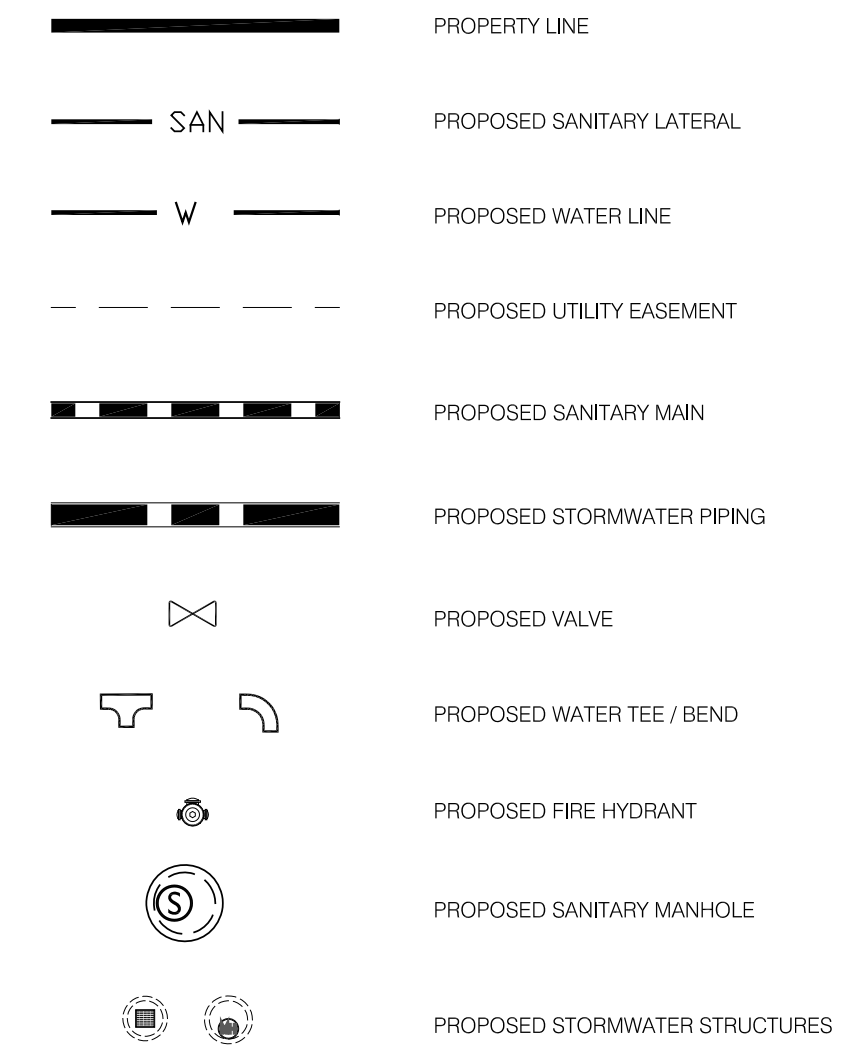 PROPERTY LINE
SAN PROPOSED SANITARY LATERAL
W PROPOSED WATER LINE
PROPOSED UTILITY EASEMENT
PROPOSED SANITARY MAIN
PROPOSED STORMWATER PIPING
PROPOSED VALVE
PROPOSED WATER TEE / BEND
PROPOSED FIRE HYDRANT
S PROPOSED SANITARY MANHOLE
PROPOSED STORMWATER STRUCTURES